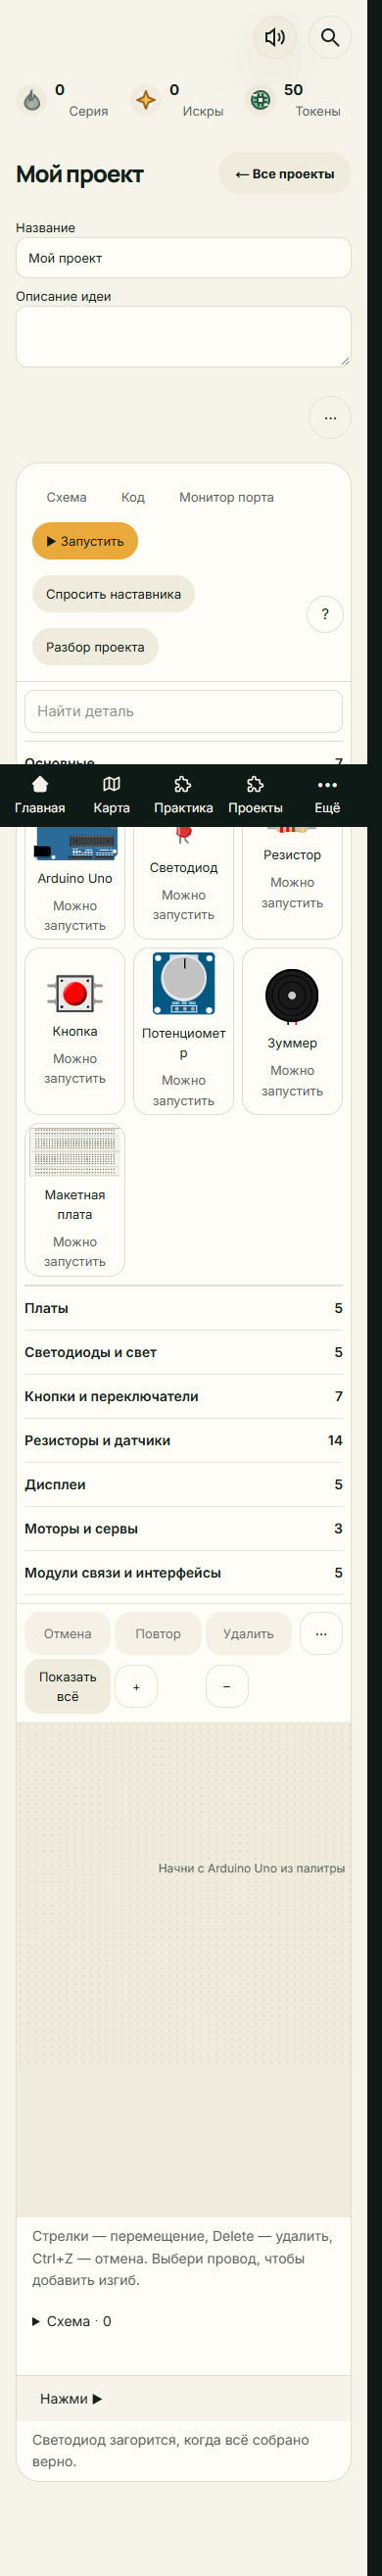 0
Серия
0
Искры
50
Токены
Мой проект
← Все проекты
Название
Мой проект
Описание идеи
...
Схема Код Монитор порта
▶ Запустить
Спросить наставника
?
Разбор проекта
Найти деталь
Основные 7
Главная Карта Практика Проекты Ещё
Arduino Uno
Можно
запустить
Светодиод
Можно
запустить
Резистор
Можно
запустить
Кнопка
Можно
запустить
Потенциомет
р
Можно
запустить
Зуммер
Можно
запустить
Макетная
плата
Можно
запустить
Платы 5
Светодиоды и свет 5
Кнопки и переключатели 7
Резисторы и датчики 14
Дисплеи 5
Моторы и сервы 3
Модули связи и интерфейсы 5
Отмена Повтор Удалить ...
Показать
всё
+ −
Начни с Arduino Uno из палитры
Стрелки — перемещение, Delete — удалить,
Ctrl+Z — отмена. Выбери провод, чтобы
добавить изгиб.
▶ Схема · 0
Нажми ▶
Светодиод загорится, когда всё собрано
верно.